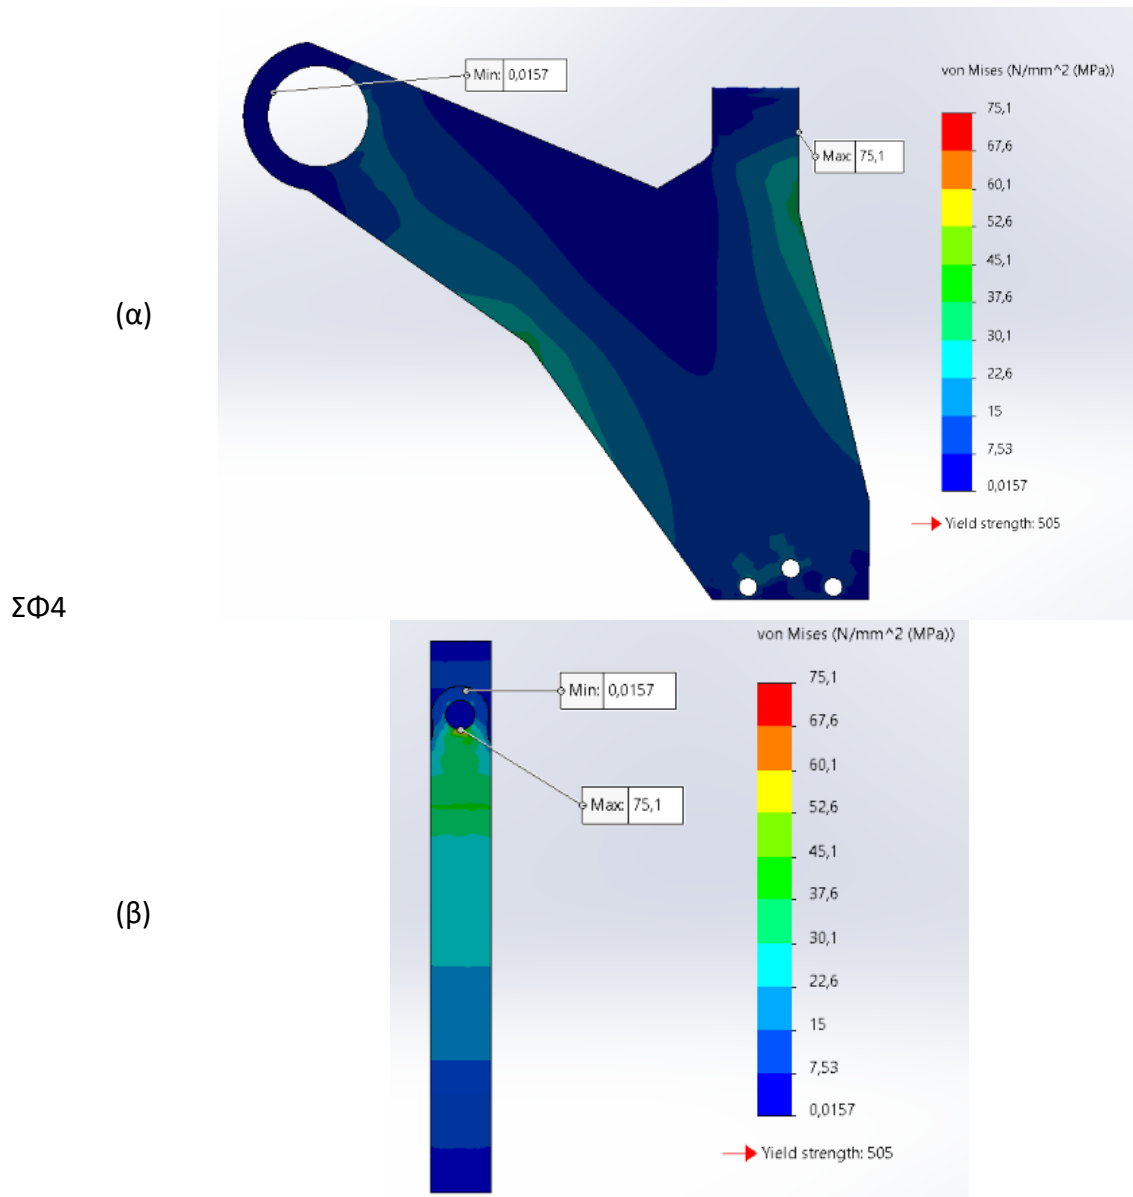 von Mises (N/mm^2 (MPa))
Min: 0,0157
75,1
67,6
Max: 75,1
60,1
52,6
45,1
37,6
(α)
30,1
22,6
15
7,53
0,0157
Yield strength: 505
ΣΦ4
von Mises (N/mm^2 (MPa))
75,1
Min: 0,0157
67,6
60,1
Max: 75,1
52,6
45,1
37,6
(β)
30,1
22,6
15
7,53
0,0157
Yield strength: 505